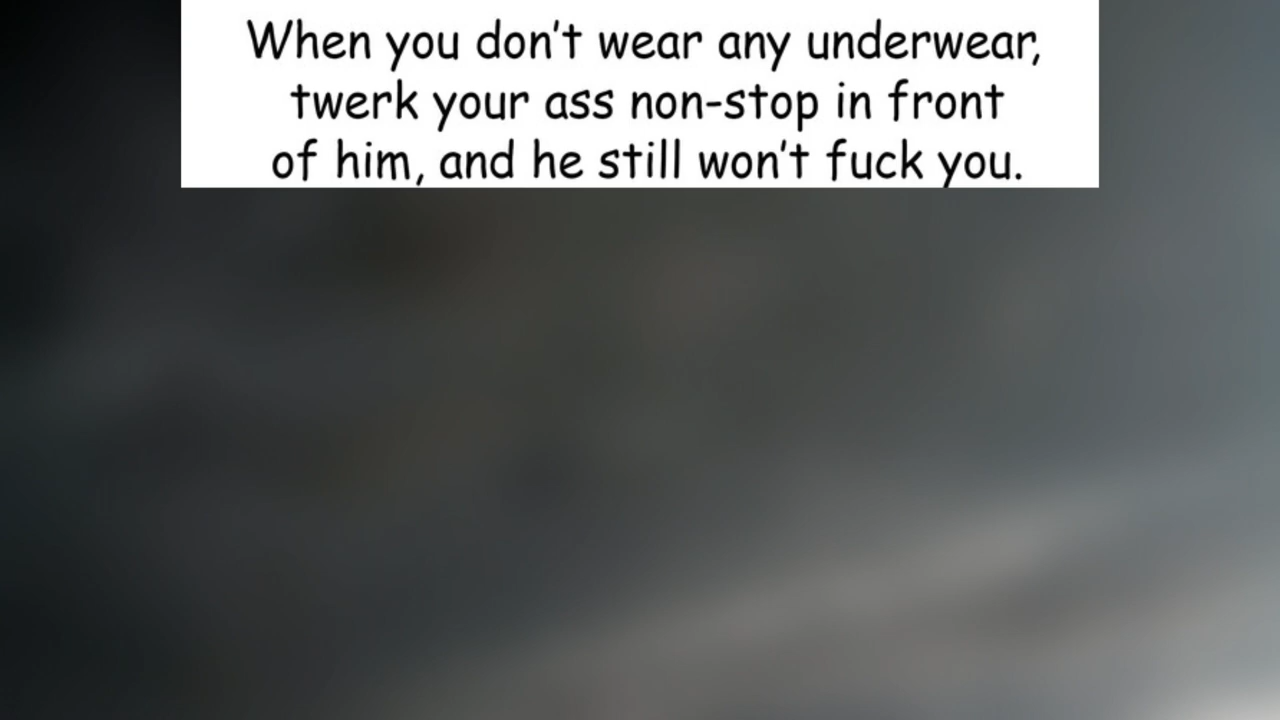 When you don't wear any underwear,
twerk your ass non-stop in front
of him, and he still won't fuck you.